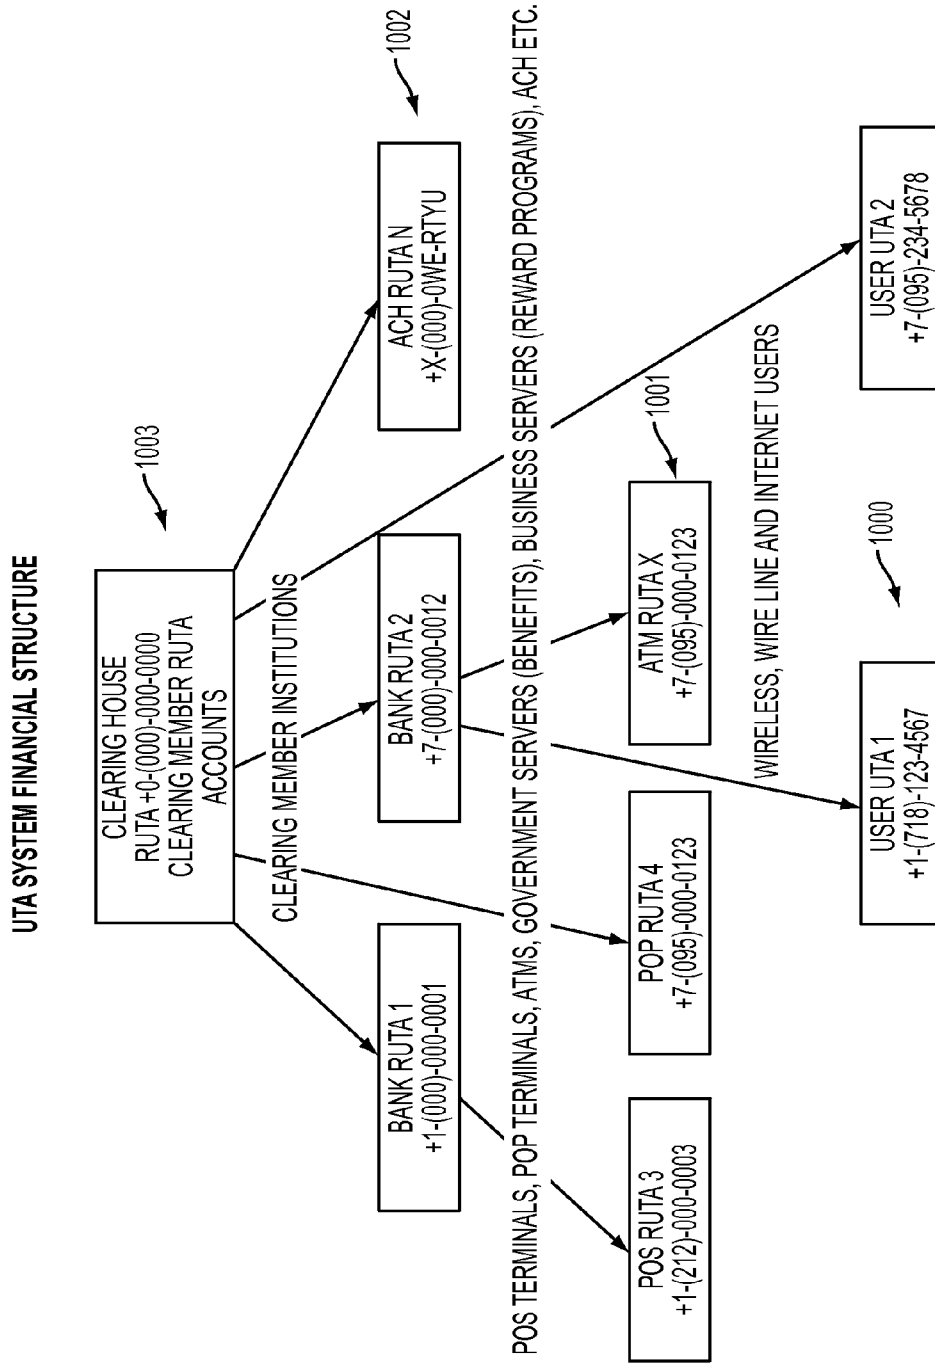 UTA SYSTEM FINANCIAL STRUCTURE
CLEARING HOUSE
RUTA +0-(000)-000-0000
CLEARING MEMBER RUTA
ACCOUNTS
1003
CLEARING MEMBER INSTITUTIONS
BANK RUTA 1
+1-(000)-000-0001
BANK RUTA 2
+7-(000)-000-0012
ACH RUTA N
+X-(000)-0WE-RTYU
1002
POS TERMINALS, POP TERMINALS, ATMS, GOVERNMENT SERVERS (BENEFITS), BUSINESS SERVERS (REWARD PROGRAMS), ACH ETC.
POS RUTA 3
+1-(212)-000-0003
POP RUTA 4
+7-(095)-000-0123
ATM RUTA X
+7-(095)-000-0123
1001
WIRELESS, WIRE LINE AND INTERNET USERS
USER UTA 1
+1-(718)-123-4567
1000
USER UTA 2
+7-(095)-234-5678